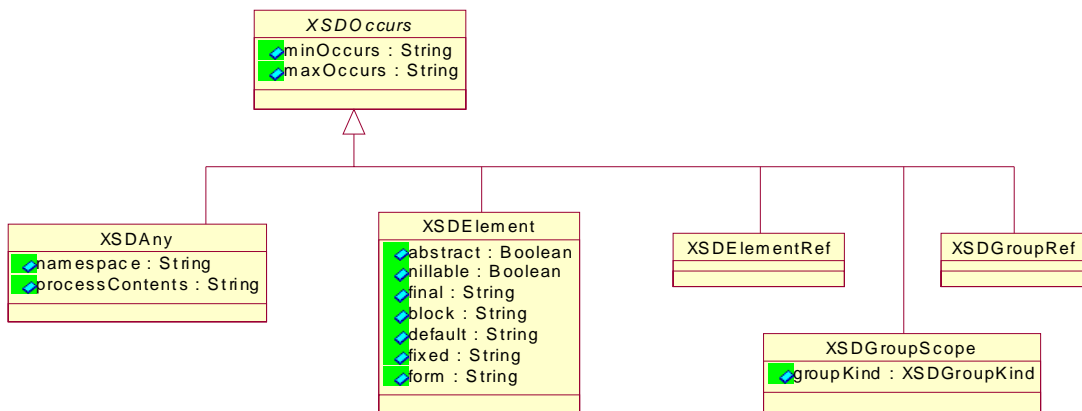 XSDOccurs
minOccurs : String
maxOccurs : String
XSDAny
namespace : String
processContents : String
XSDElement
abstract : Boolean
nillable : Boolean
final : String
block : String
default : String
fixed : String
form : String
XSDElementRef
XSDGroupRef
XSDGroupScope
groupKind : XSDGroupKind